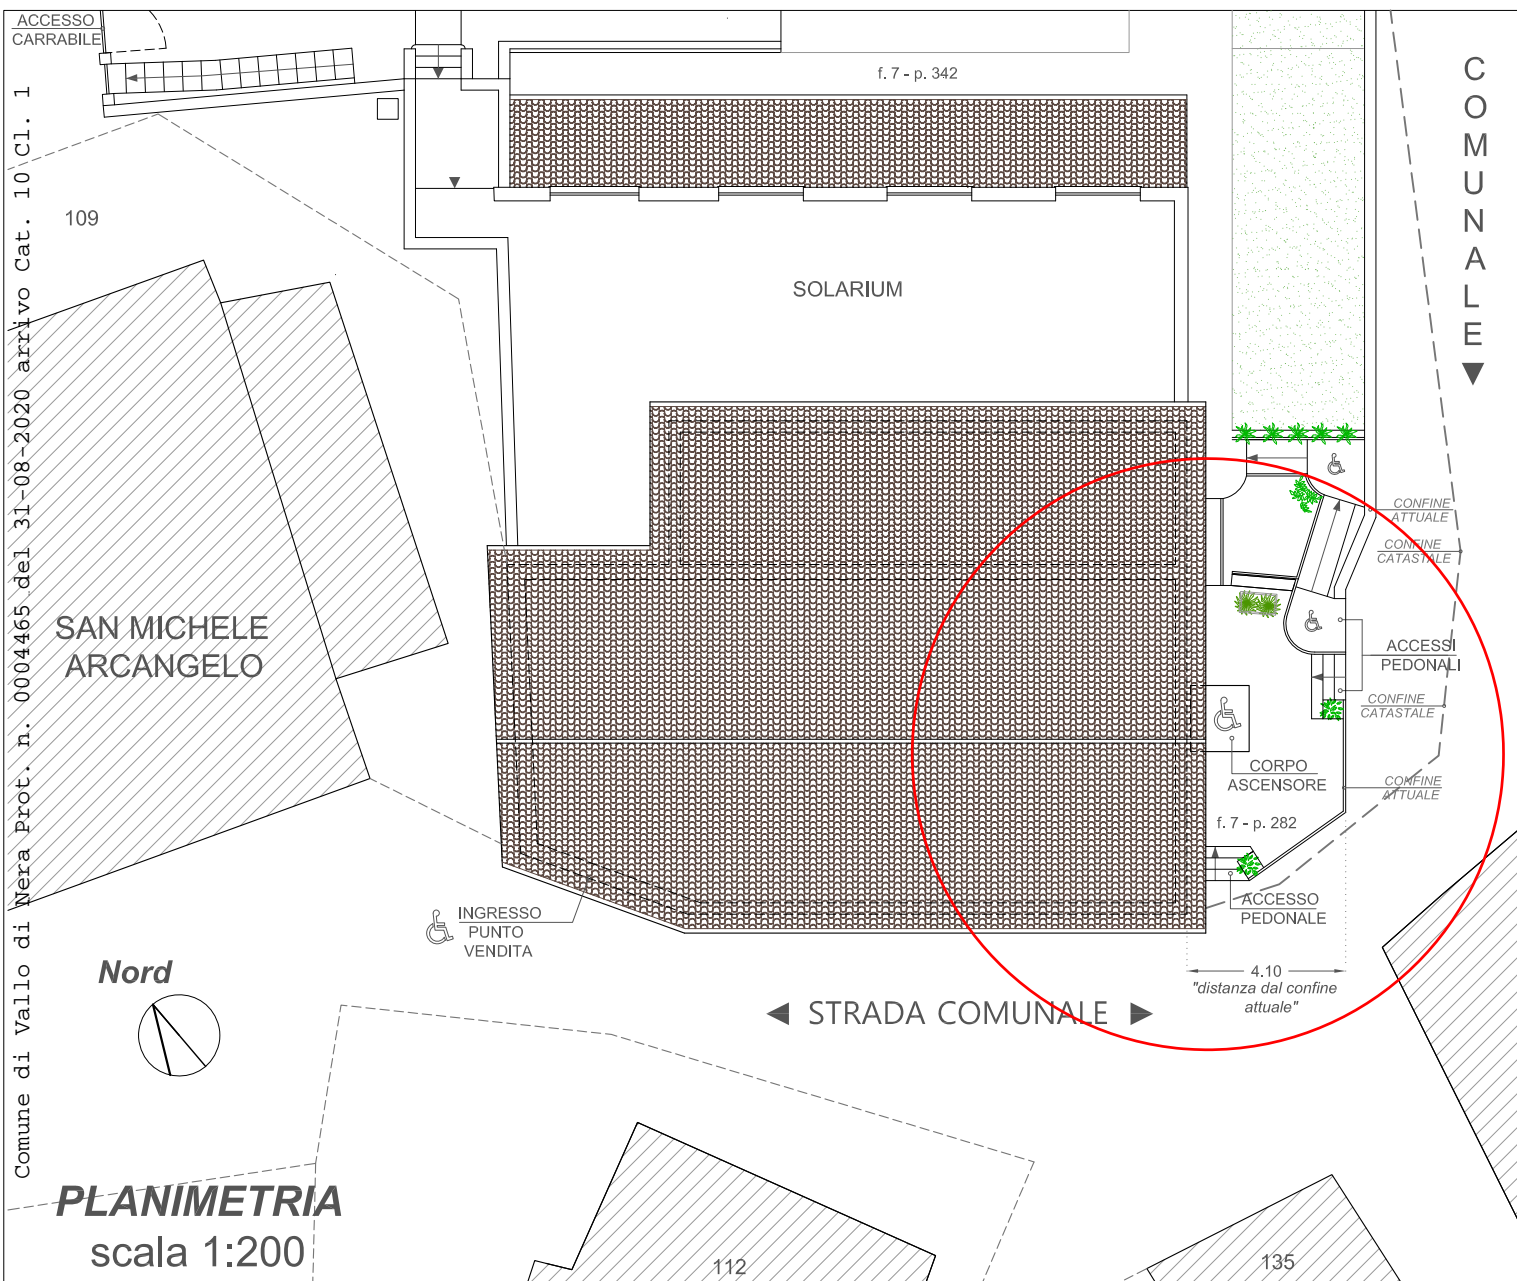 ACCESSO
CARRABILE
f. 7 - p. 342
C
O
M
U
N
A
L
E
109
SOLARIUM
CONFINE
ATTUALE
CONFINE
CATASTALE
SAN MICHELE
ARCANGELO
ACCESSI
PEDONALI
CONFINE
CATASTALE
CORPO
ASCENSORE
CONFINE
ATTUALE
f. 7 - p. 282
ACCESSO
PEDONALE
INGRESSO
PUNTO
VENDITA
4.10
"distanza dal confine
attuale"
Nord
STRADA COMUNALE
PLANIMETRIA
scala 1:200
112
135
Comune di Vallo di Nera Prot. n. 0004465 del 31-08-2020 arrivo Cat. 10 Cl. 1